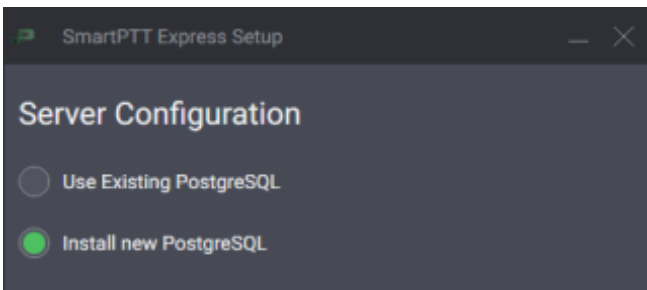 SmartPTT Express Setup
Server Configuration
Use Existing PostgreSQL
Install new PostgreSQL